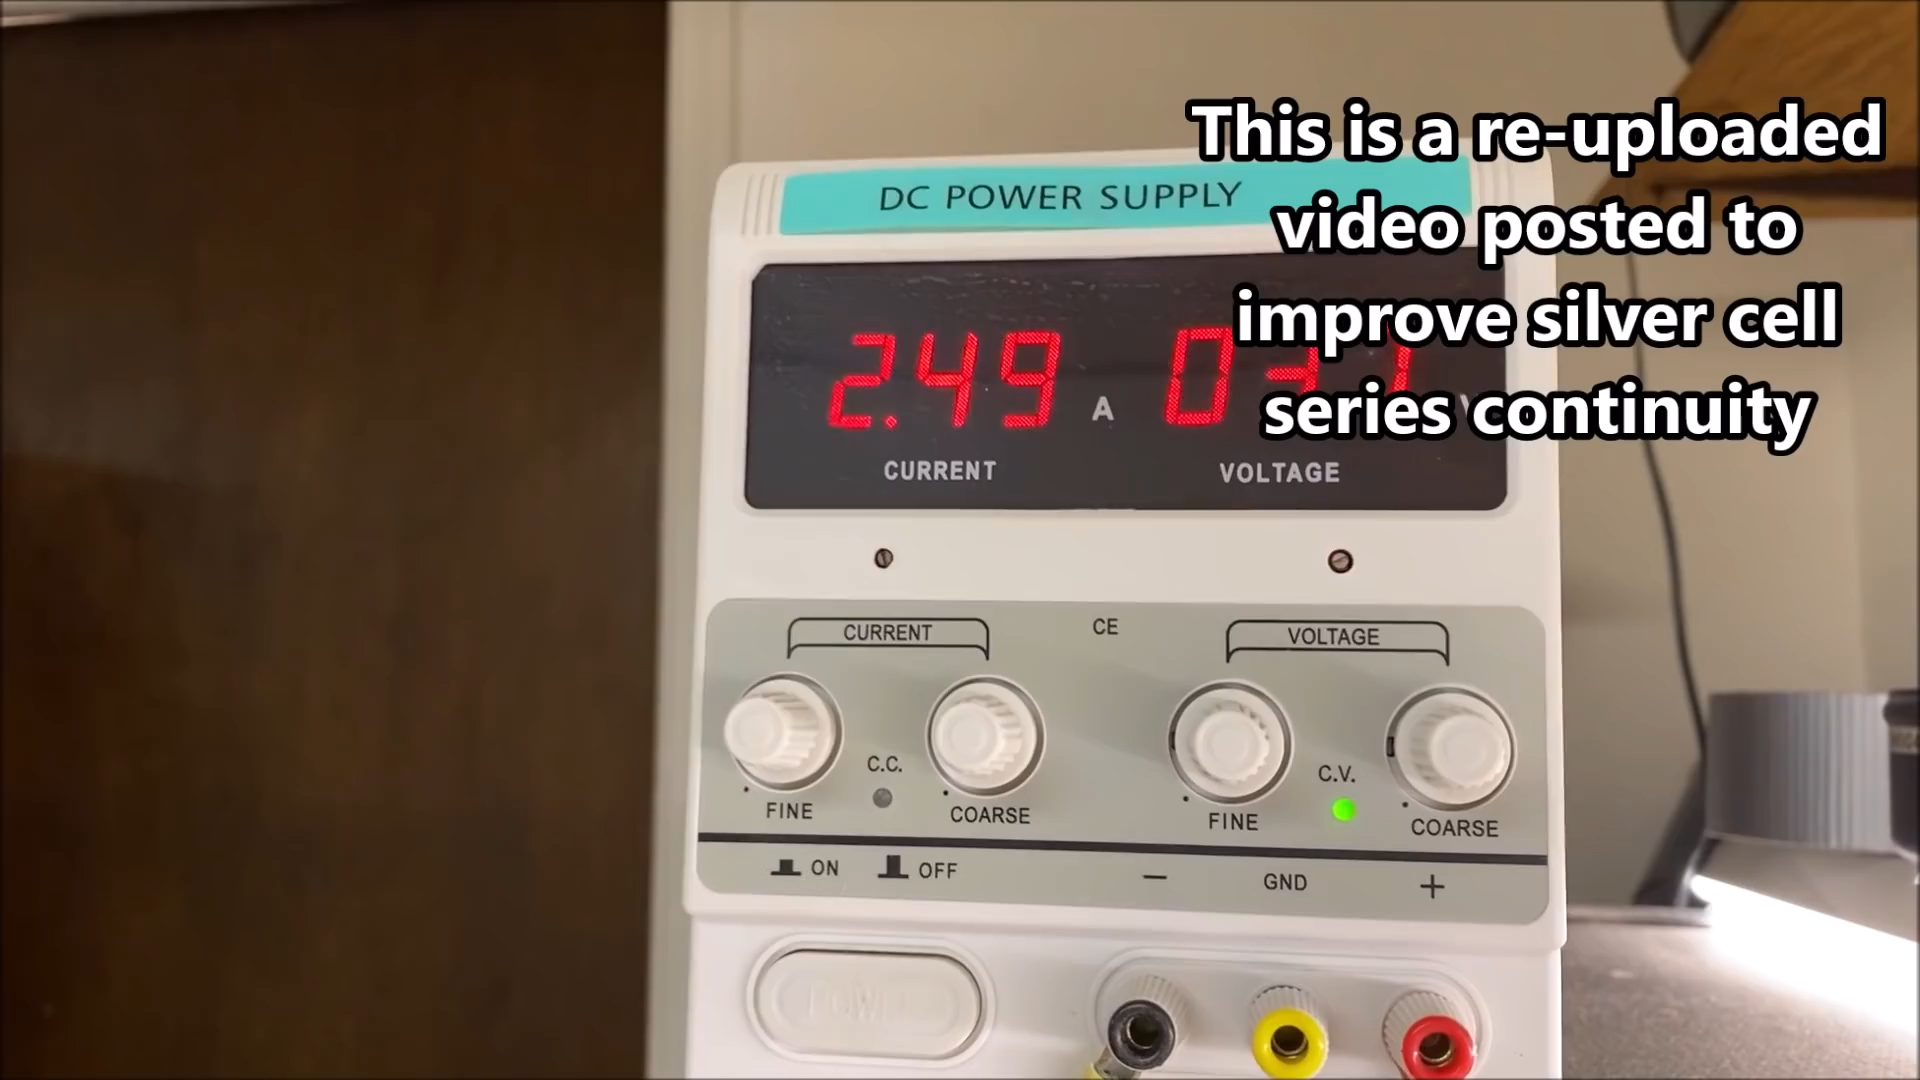 This is a re-uploaded
video posted to
improve silver cell
series continuity
DC POWER SUPPLY
2.49 A
CURRENT
VOLTAGE
CURRENT
CE
VOLTAGE
C.C.
C.V.
FINE
COARSE
FINE
COARSE
ON
OFF
−
GND
+
POWER